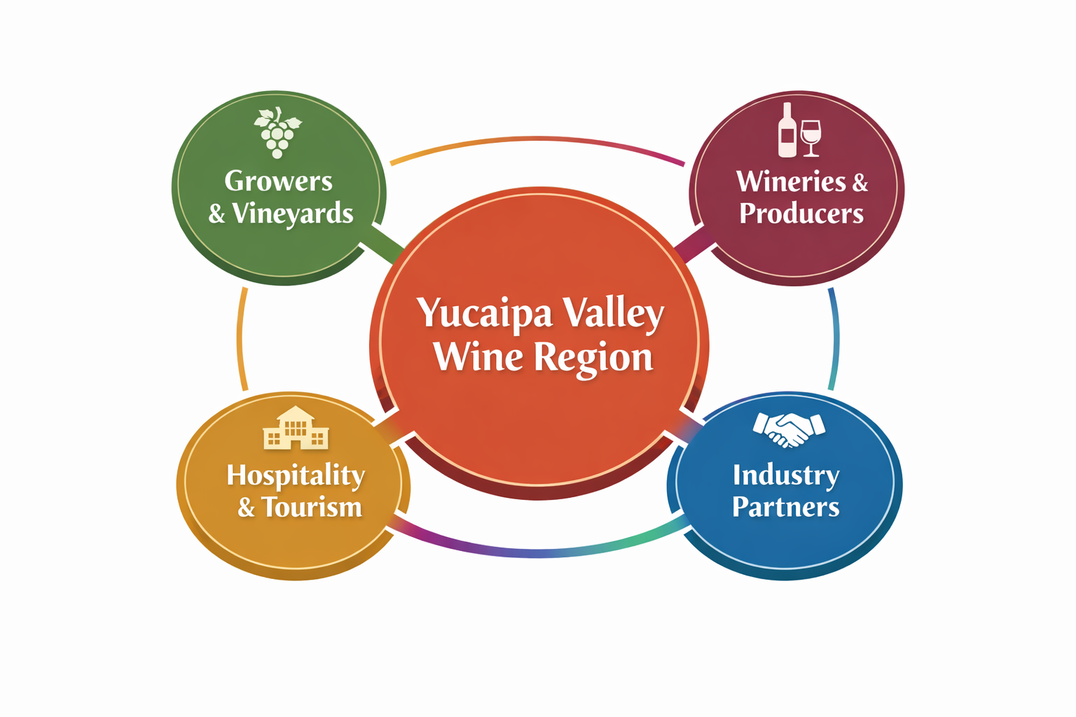 Growers
& Vineyards
Wineries &
Producers
Yucaipa Valley
Wine Region
Hospitality
& Tourism
Industry
Partners